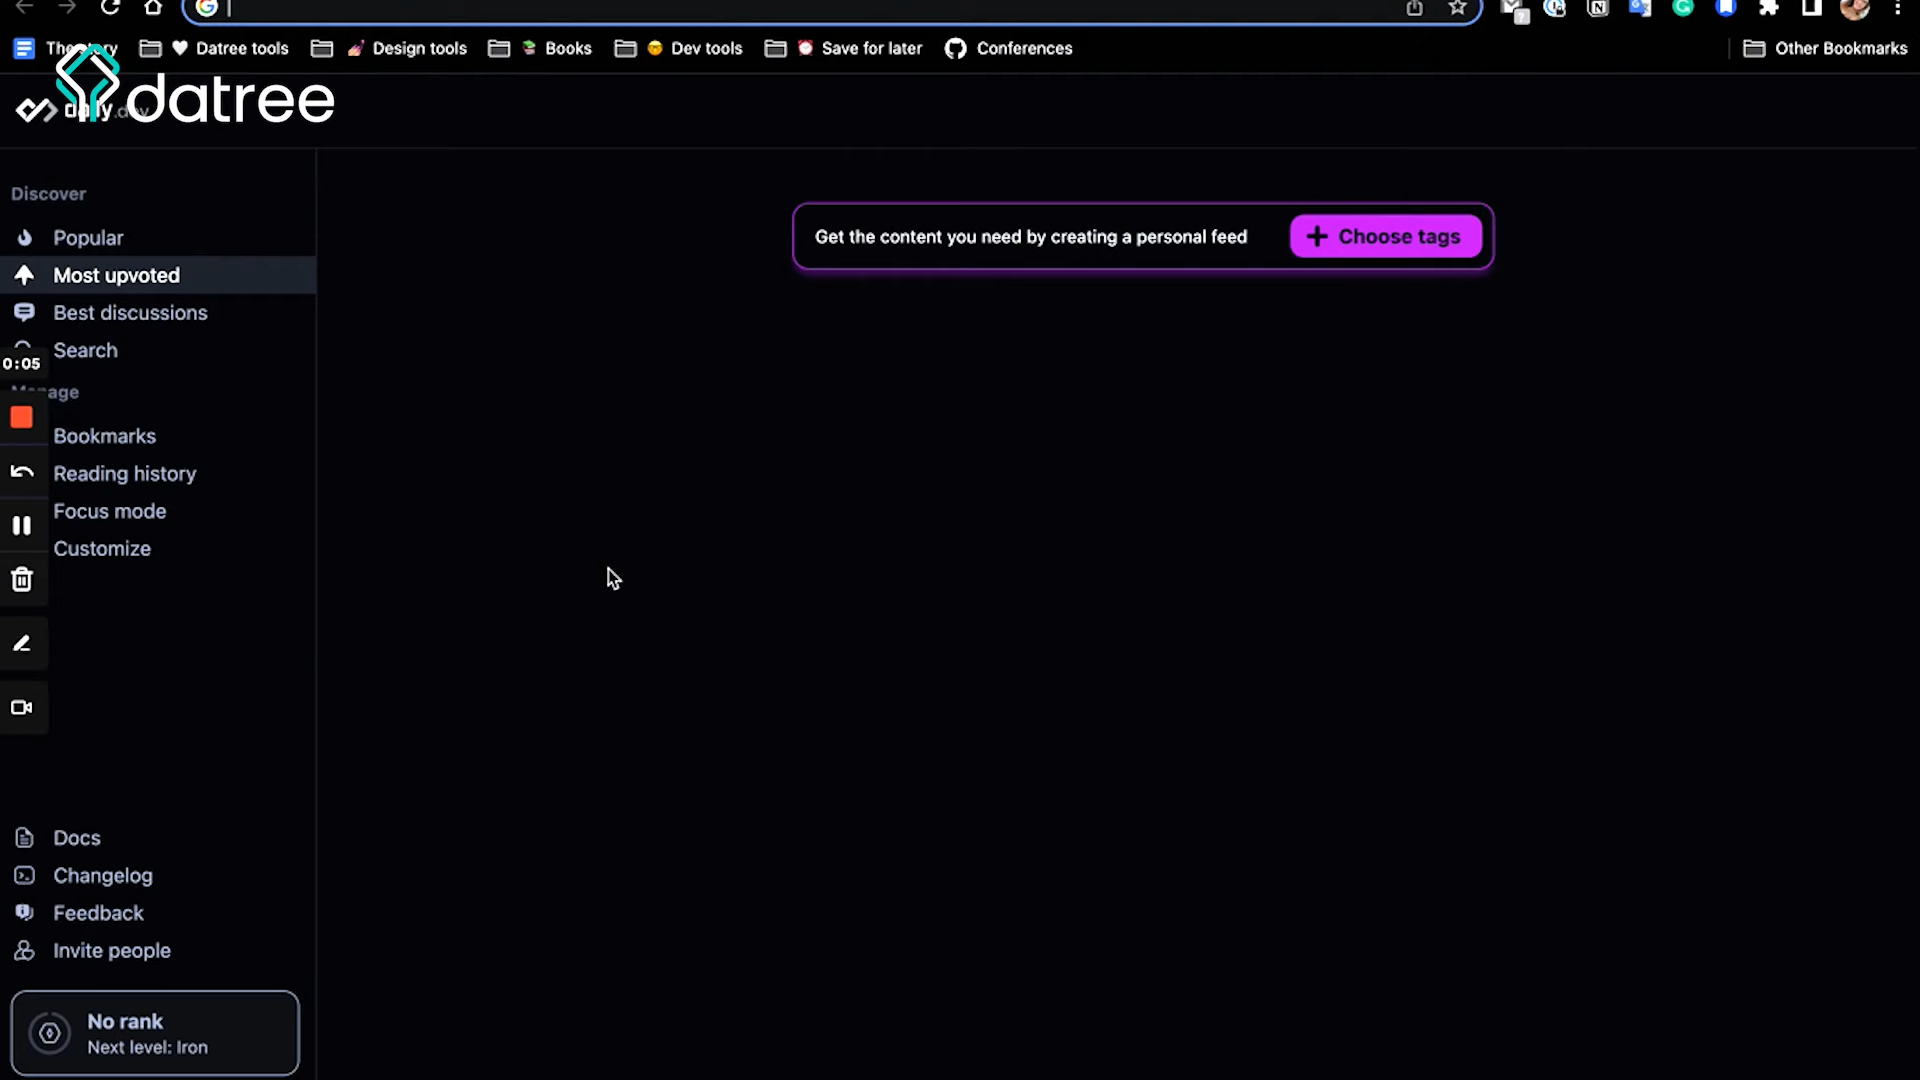 Datree tools
Design tools
Books
Dev tools
Save for later
Conferences
Other Bookmarks
datree
Discover
Popular
Most upvoted
Best discussions
Search
0:05
Bookmarks
Reading history
Focus mode
Customize
Get the content you need by creating a personal feed
+ Choose tags
Docs
Changelog
Feedback
Invite people
No rank
Next level: Iron